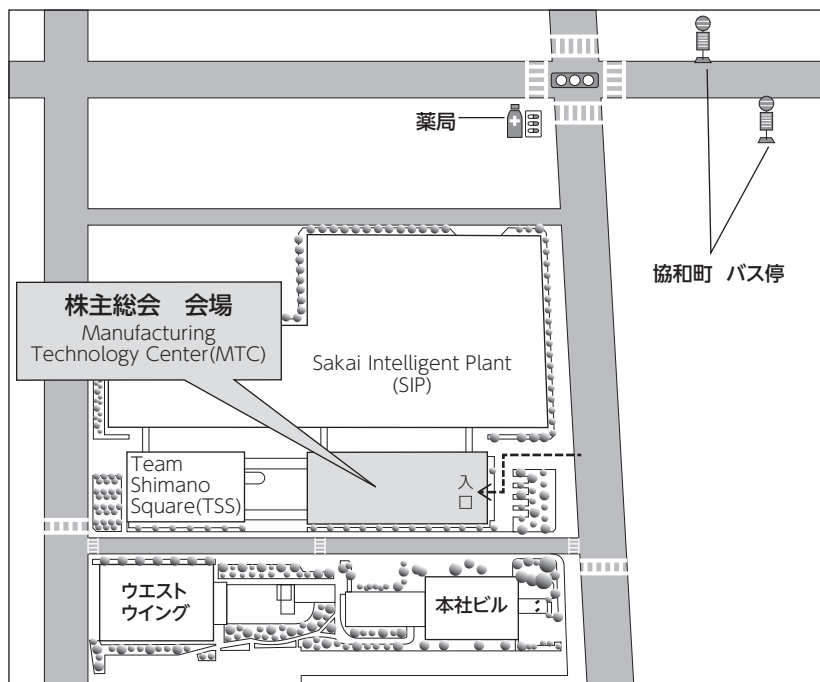 薬局
協和町 バス停
株主総会 会場
Manufacturing
Technology Center(MTC)
Sakai Intelligent Plant
(SIP)
Team
Shimano
Square(TSS)
入
口
ウエスト
ウイング
本社ビル